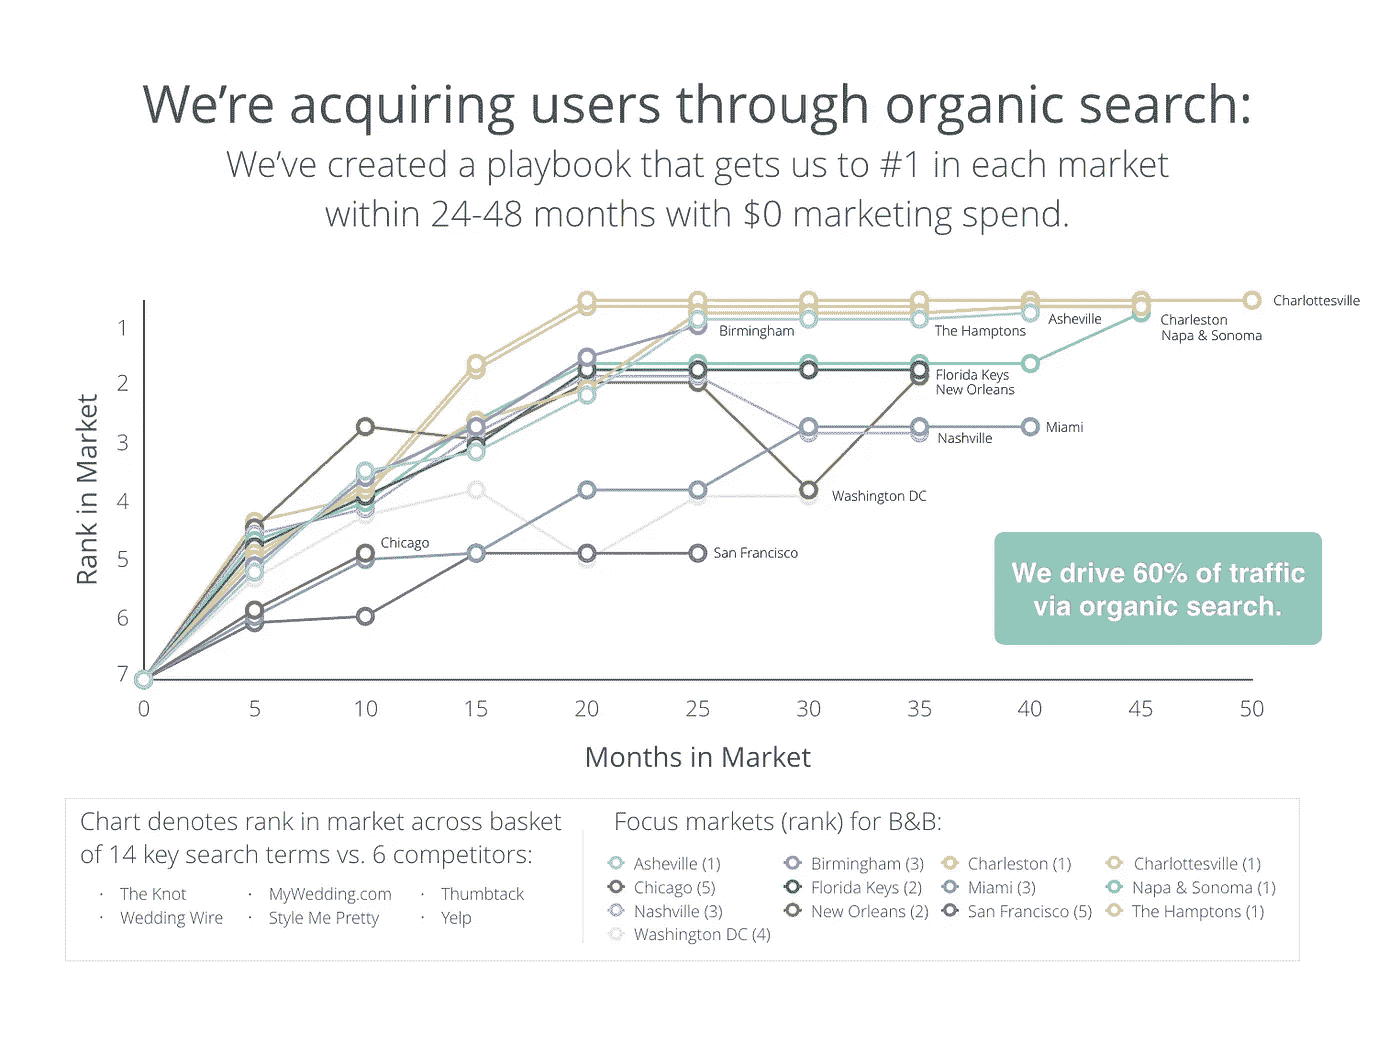 We're acquiring users through organic search:
We've created a playbook that gets us to #1 in each market
within 24-48 months with $0 marketing spend.
Rank in Market
1
2
3
4
5
6
7
Charlottesville
Birmingham
The Hamptons
Asheville
Charleston
Napa & Sonoma
Florida Keys
New Orleans
Miami
Nashville
Washington DC
Chicago
San Francisco
We drive 60% of traffic
via organic search.
0 5 10 15 20 25 30 35 40 45 50
Months in Market
Chart denotes rank in market across basket
of 14 key search terms vs. 6 competitors:
· The Knot · MyWedding.com · Thumbtack
· Wedding Wire · Style Me Pretty · Yelp
Focus markets (rank) for B&B:
Asheville (1) Birmingham (3) Charleston (1) Charlottesville (1)
Chicago (5) Florida Keys (2) Miami (3) Napa & Sonoma (1)
Nashville (3) New Orleans (2) San Francisco (5) The Hamptons (1)
Washington DC (4)